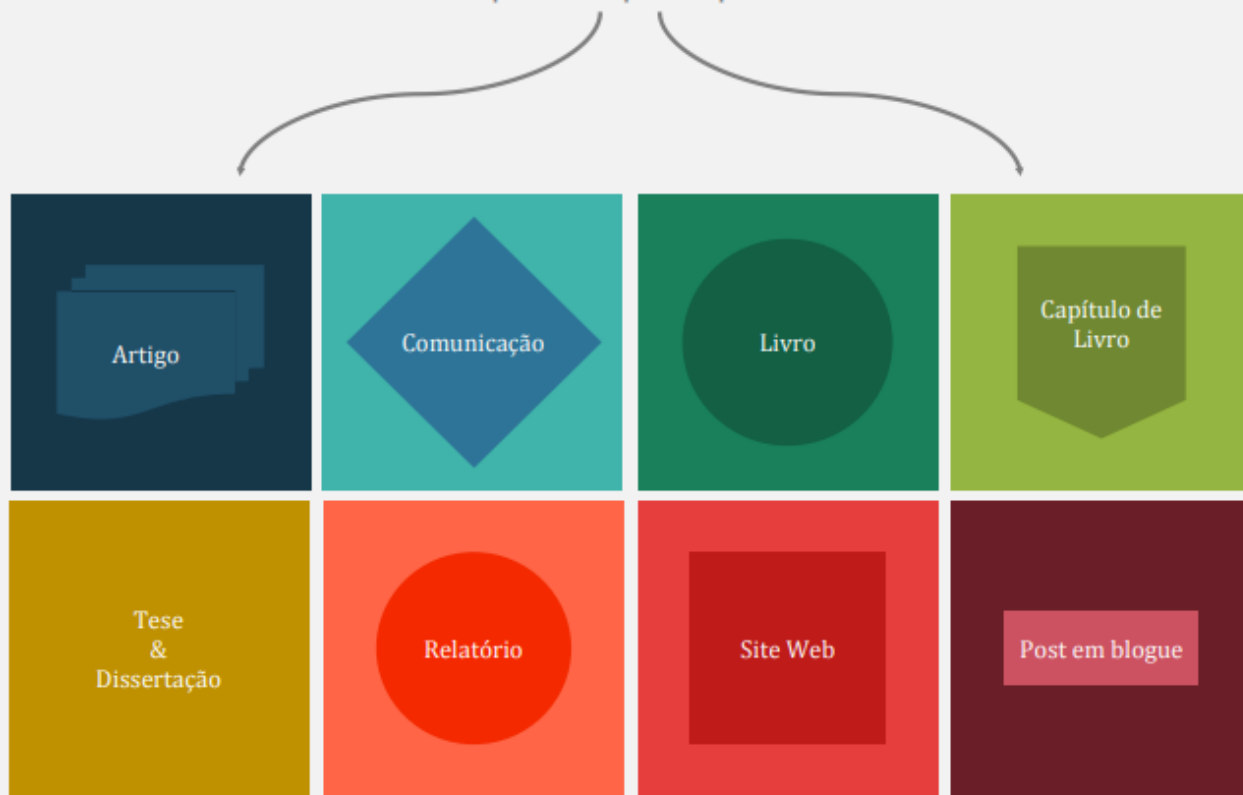 Artigo
Comunicação
Livro
Capítulo de
Livro
Tese
&
Dissertação
Relatório
Site Web
Post em blogue